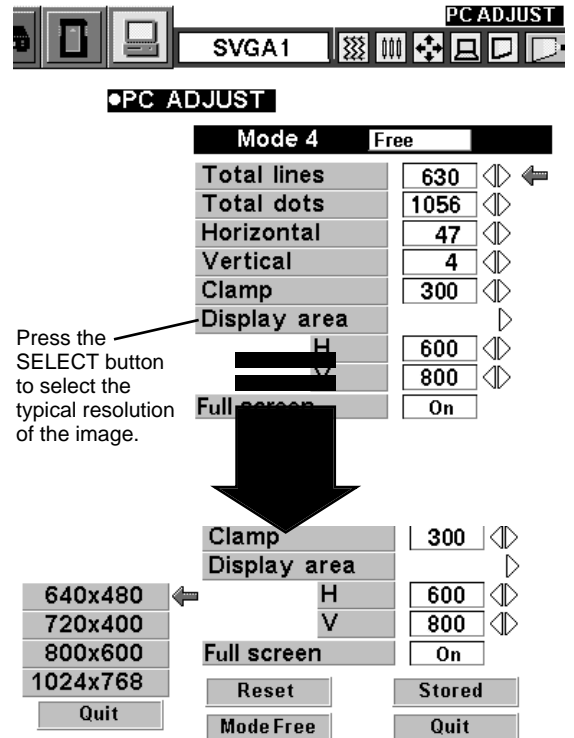 PC ADJUST
SVGA1
●PC ADJUST
Mode 4 Free
Total lines 630
Total dots 1056
Horizontal 47
Vertical 4
Clamp 300
Display area
H 600
V 800
Full screen On
Press the
SELECT button
to select the
typical resolution
of the image.
Clamp 300
Display area
H 600
V 800
Full screen On
640x480
720x400
800x600
1024x768
Quit
Reset Stored
Mode Free Quit